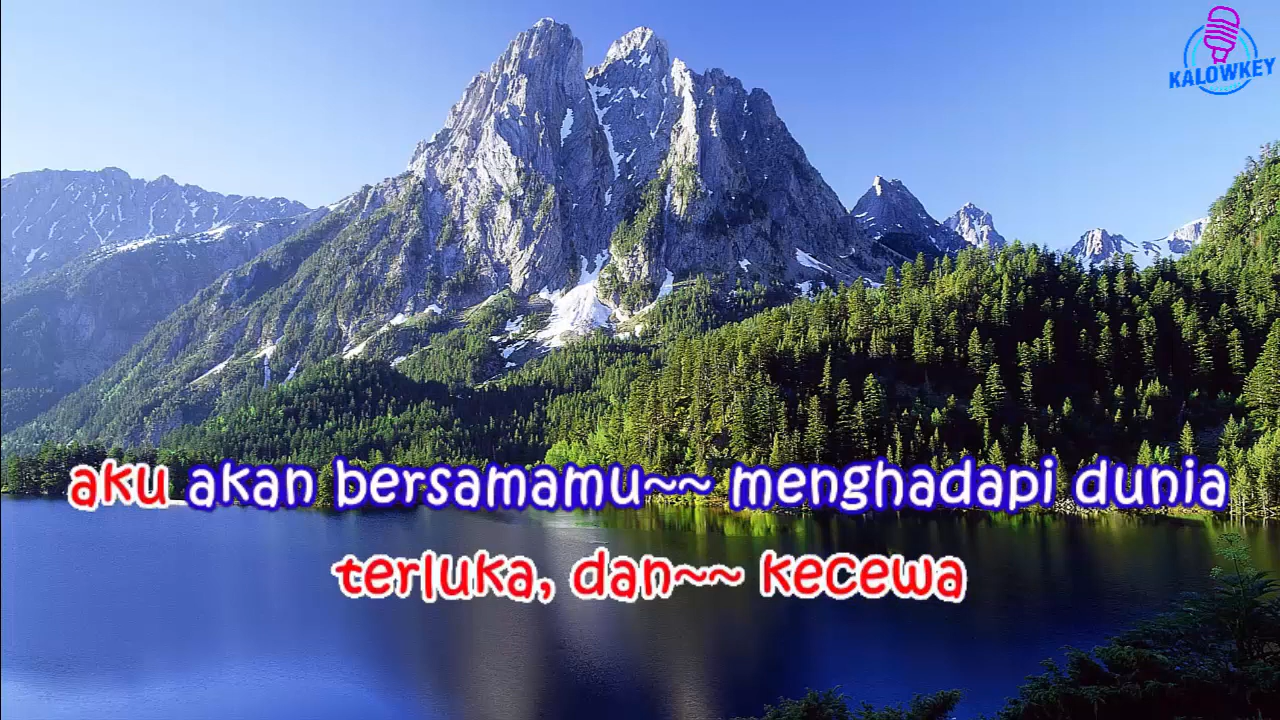 KALOWKEY
aku akan bersamamu~~ menghadapi dunia
terluka, dan~~ kecewa